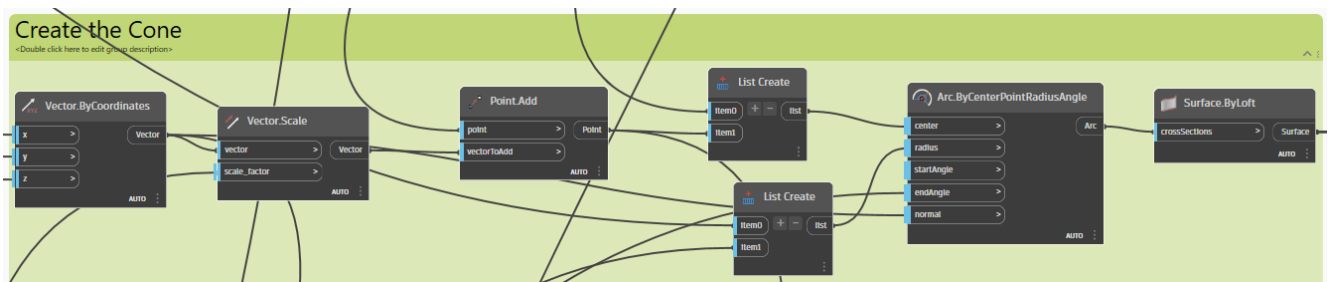 Create the Cone
<Double click here to edit group description>
Vector.ByCoordinates
x >
Vector
y >
z >
AUTO
Vector.Scale
vector >
Vector
scale_factor >
AUTO
Point.Add
point >
Point
vectorToAdd >
AUTO
List Create
Item0
+ -
list
Item1
List Create
Item0
+ -
list
Item1
Arc.ByCenterPointRadiusAngle
center >
Arc
radius >
startAngle >
endAngle >
normal >
AUTO
Surface.ByLoft
crossSections >
Surface
AUTO